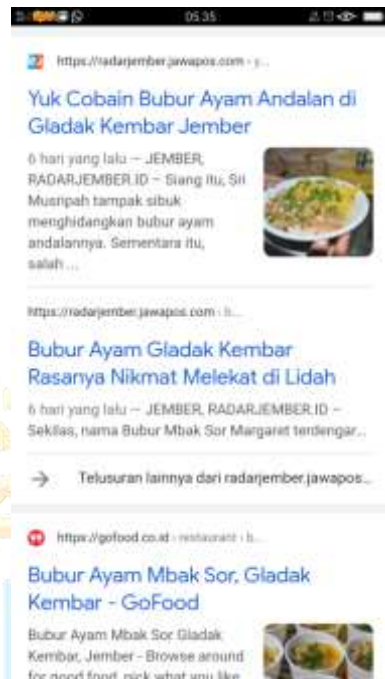 05.35
https://radarjember.jawapos.com › y...
Yuk Cobain Bubur Ayam Andalan di
Gladak Kembar Jember
6 hari yang lalu — JEMBER,
RADARJEMBER.ID – Siang itu, Sri
Musripah tampak sibuk
menghidangkan bubur ayam
andalannya. Sementara itu,
salah ...
https://radarjember.jawapos.com › b...
Bubur Ayam Gladak Kembar
Rasanya Nikmat Melekat di Lidah
6 hari yang lalu — JEMBER, RADARJEMBER.ID –
Sekilas, nama Bubur Mbak Sor Margaret terdengar...
Telusuran lainnya dari radarjember.jawapos...
https://gofood.co.id › restaurant › b...
Bubur Ayam Mbak Sor, Gladak
Kembar - GoFood
Bubur Ayam Mbak Sor Gladak
Kembar, Jember - Browse around
for good food, pick what you like